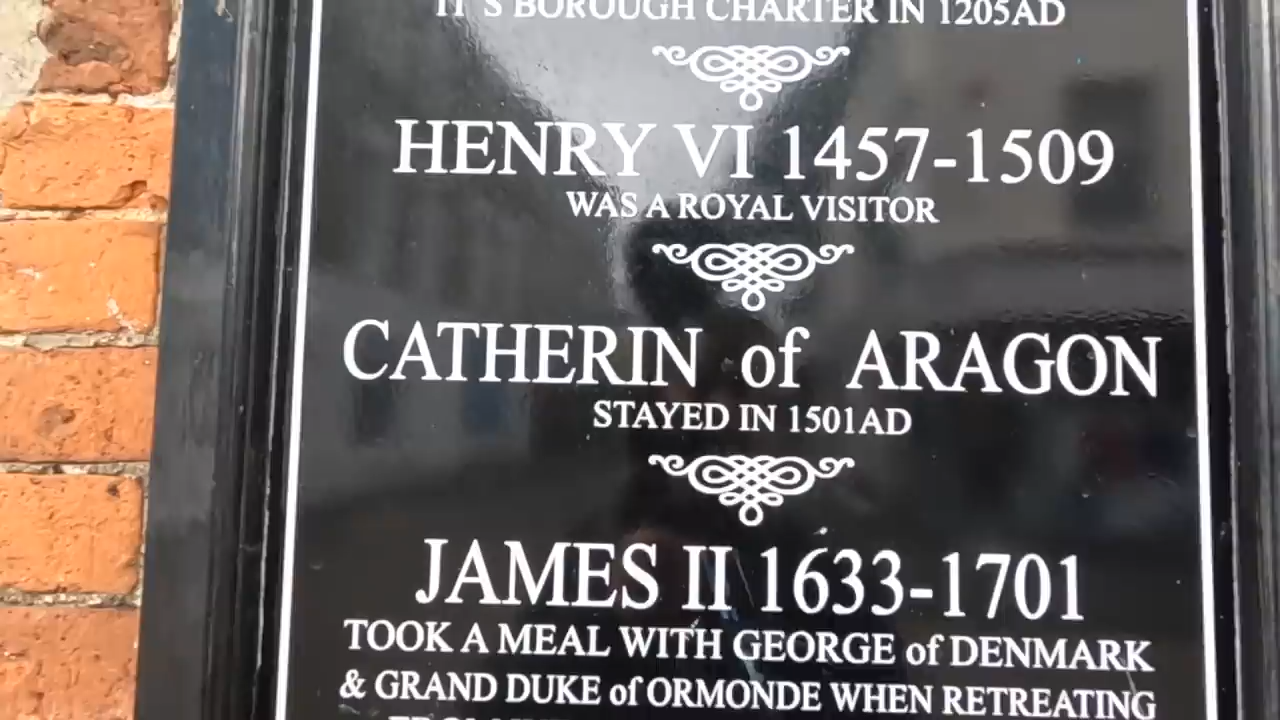 IT'S BOROUGH CHARTER IN 1205AD
HENRY VI 1457-1509
WAS A ROYAL VISITOR
CATHERIN of ARAGON
STAYED IN 1501AD
JAMES II 1633-1701
TOOK A MEAL WITH GEORGE of DENMARK
& GRAND DUKE of ORMONDE WHEN RETREATING